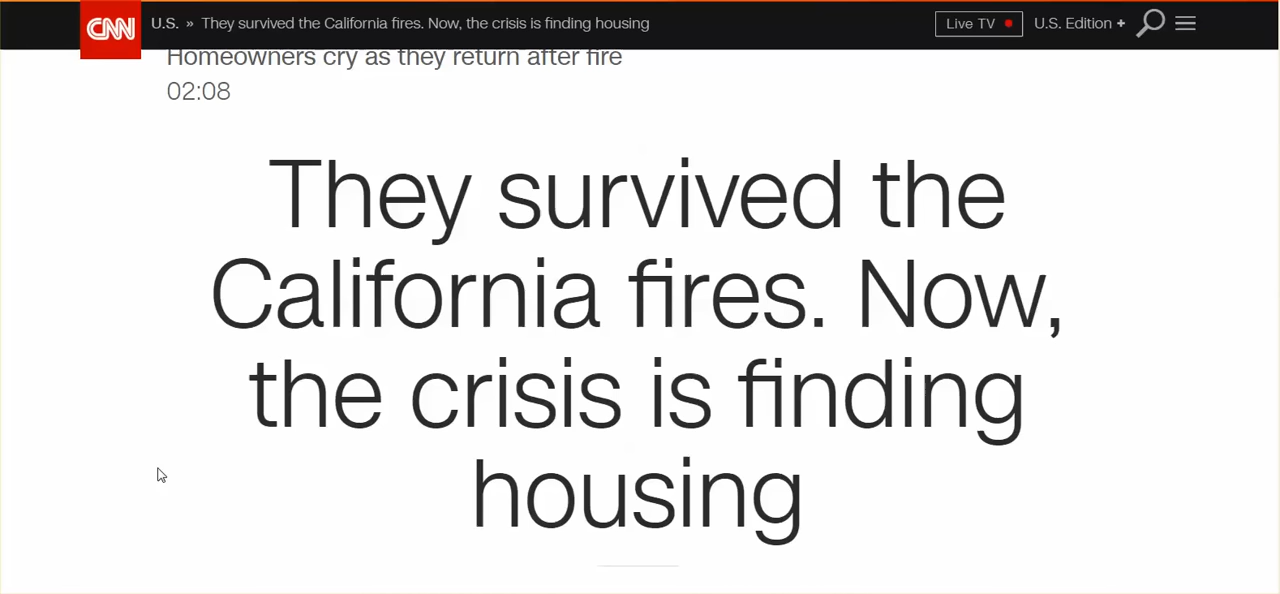 CNN U.S. » They survived the California fires. Now, the crisis is finding housing Live TV U.S. Edition +
Homeowners cry as they return after fire
02:08
They survived the
California fires. Now,
the crisis is finding
housing